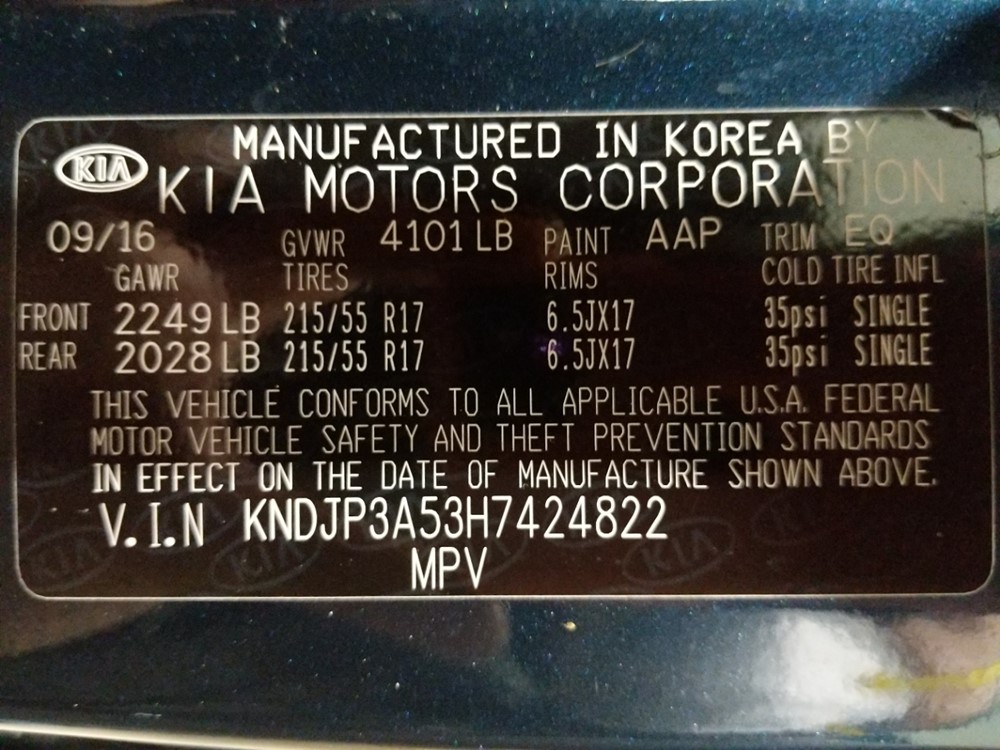 KIA
MANUFACTURED IN KOREA BY
KIA MOTORS CORPORATION
09/16 GVWR 4101 LB PAINT AAP TRIM EQ
GAWR TIRES RIMS COLD TIRE INFL
FRONT 2249 LB 215/55 R17 6.5JX17 35psi SINGLE
REAR 2028 LB 215/55 R17 6.5JX17 35psi SINGLE
THIS VEHICLE CONFORMS TO ALL APPLICABLE U.S.A. FEDERAL
MOTOR VEHICLE SAFETY AND THEFT PREVENTION STANDARDS
IN EFFECT ON THE DATE OF MANUFACTURE SHOWN ABOVE.
V.I.N KNDJP3A53H7424822
MPV